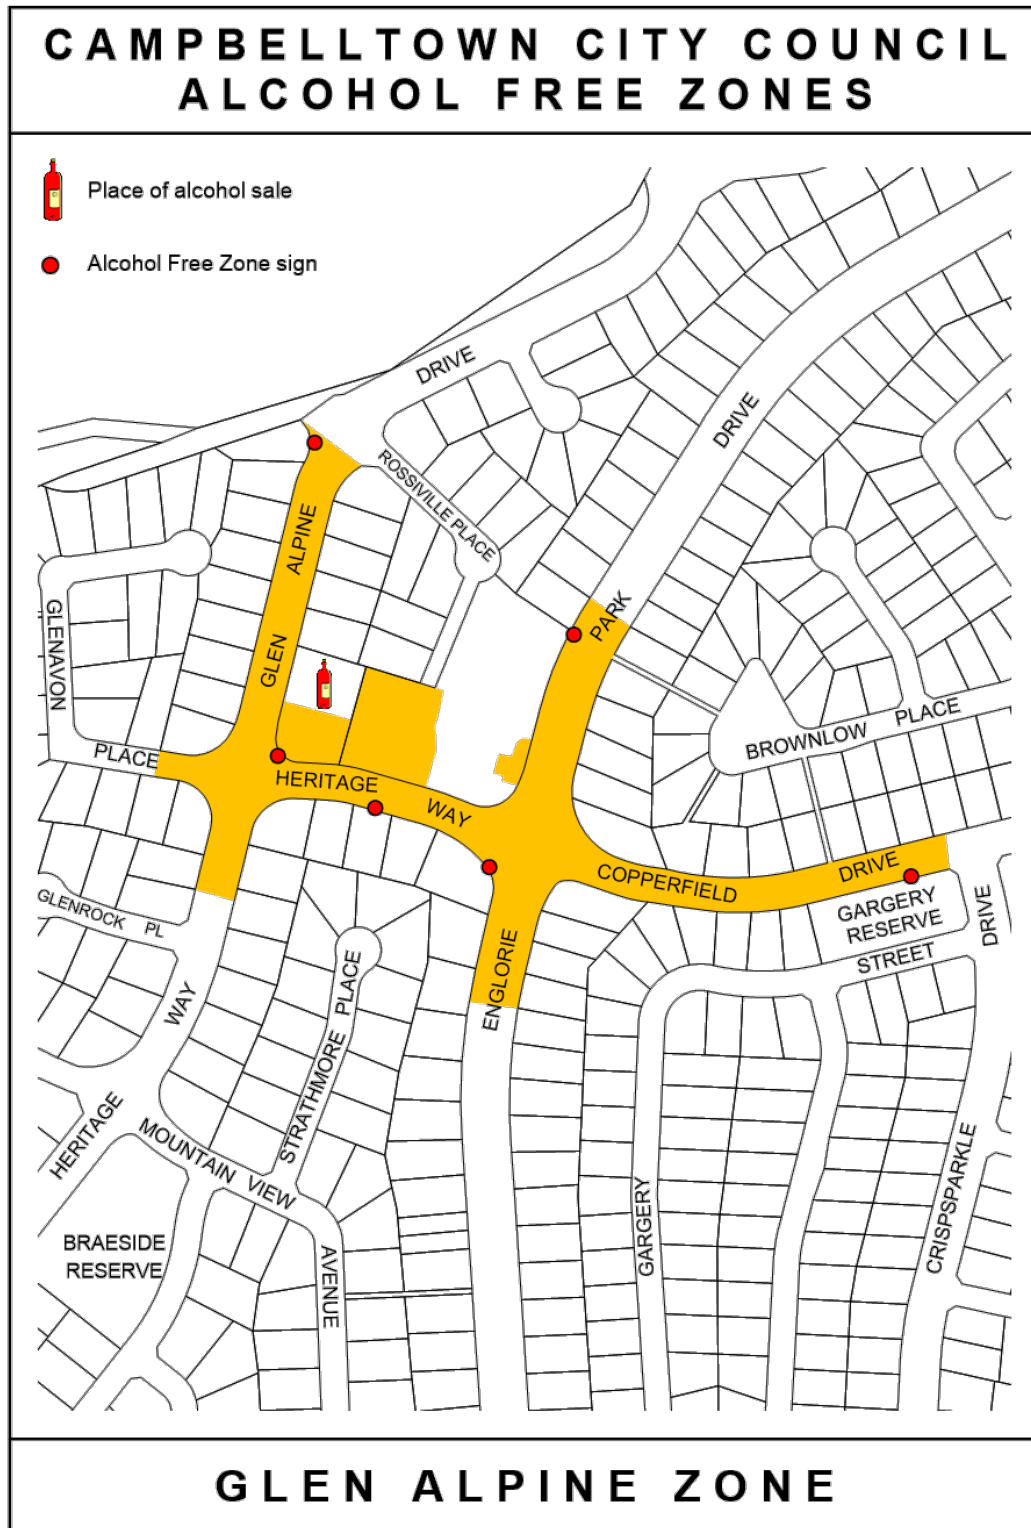 CAMPBELLTOWN CITY COUNCIL
ALCOHOL FREE ZONES
Place of alcohol sale
Alcohol Free Zone sign
DRIVE
DRIVE
ROSSIVILLE PLACE
ALPINE
GLEN
PARK
GLENAVON
PLACE
HERITAGE
WAY
BROWNLOW PLACE
COPPERFIELD
DRIVE
GARGERY
RESERVE
STREET
DRIVE
GLENROCK PL
ENGLORIE
STRATHMORE PLACE
WAY
HERITAGE
MOUNTAIN VIEW
AVENUE
BRAESIDE
RESERVE
GARGERY
CRISPSPARKLE
GLEN ALPINE ZONE